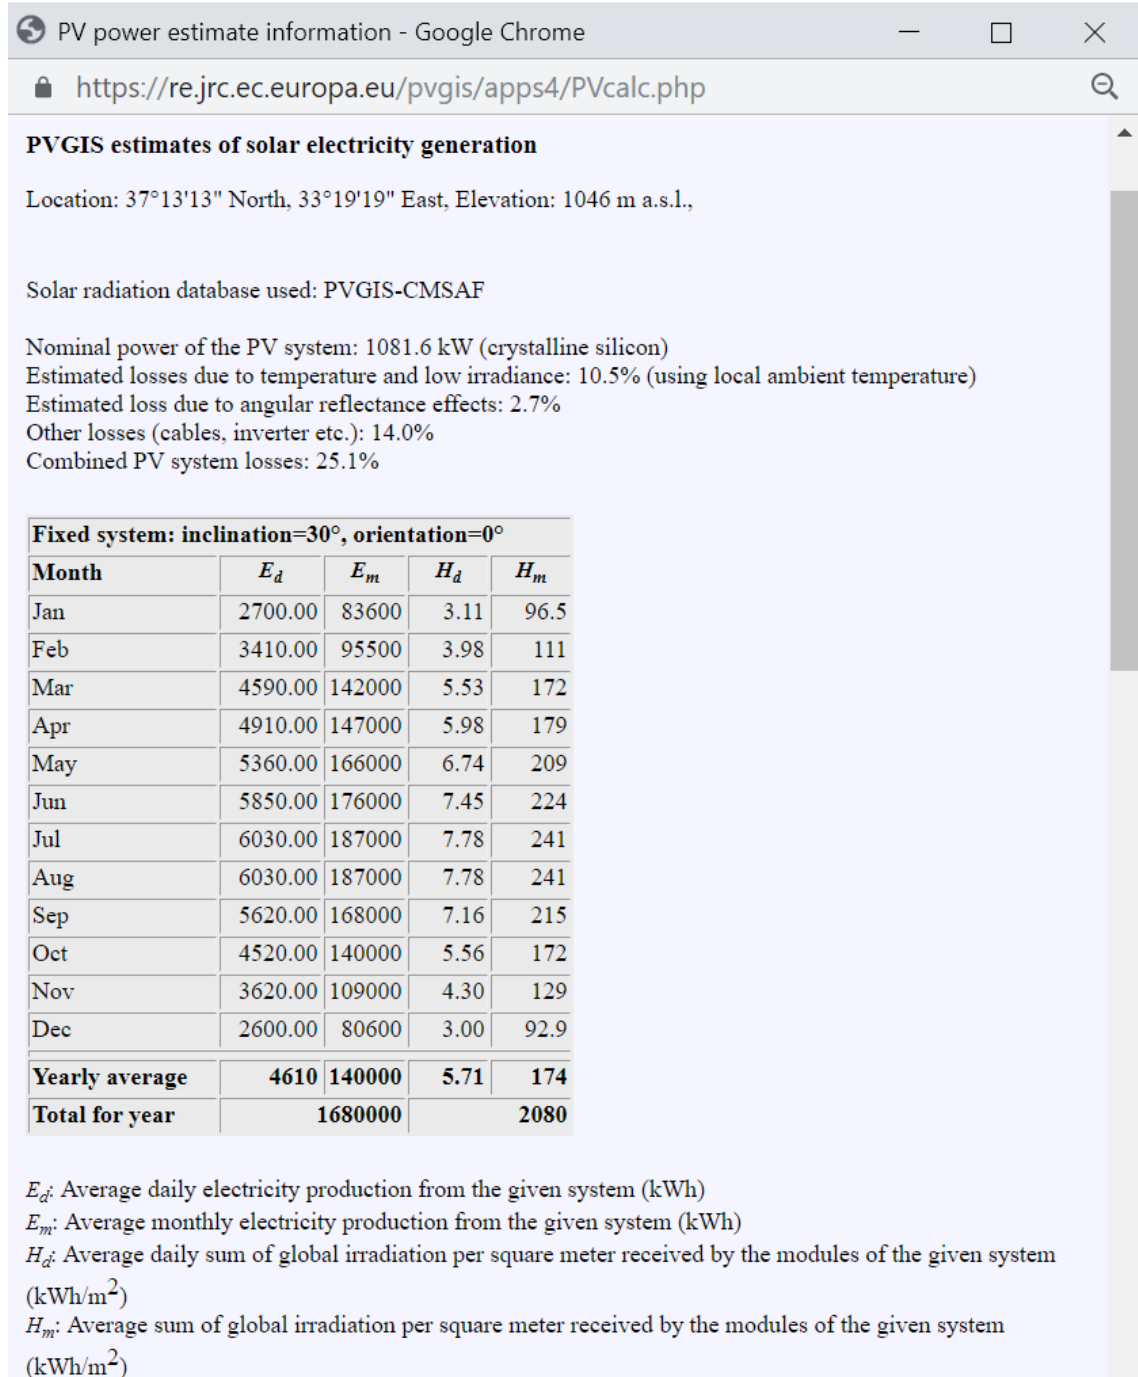 PV power estimate information - Google Chrome
https://re.jrc.ec.europa.eu/pvgis/apps4/PVcalc.php
PVGIS estimates of solar electricity generation
Location: 37°13'13" North, 33°19'19" East, Elevation: 1046 m a.s.l.,
Solar radiation database used: PVGIS-CMSAF
Nominal power of the PV system: 1081.6 kW (crystalline silicon)
Estimated losses due to temperature and low irradiance: 10.5% (using local ambient temperature)
Estimated loss due to angular reflectance effects: 2.7%
Other losses (cables, inverter etc.): 14.0%
Combined PV system losses: 25.1%
Fixed system: inclination=30°, orientation=0°
Month Ed Em Hd Hm
Jan 2700.00 83600 3.11 96.5
Feb 3410.00 95500 3.98 111
Mar 4590.00 142000 5.53 172
Apr 4910.00 147000 5.98 179
May 5360.00 166000 6.74 209
Jun 5850.00 176000 7.45 224
Jul 6030.00 187000 7.78 241
Aug 6030.00 187000 7.78 241
Sep 5620.00 168000 7.16 215
Oct 4520.00 140000 5.56 172
Nov 3620.00 109000 4.30 129
Dec 2600.00 80600 3.00 92.9
Yearly average 4610 140000 5.71 174
Total for year 1680000 2080
Ed: Average daily electricity production from the given system (kWh)
Em: Average monthly electricity production from the given system (kWh)
Hd: Average daily sum of global irradiation per square meter received by the modules of the given system
(kWh/m2)
Hm: Average sum of global irradiation per square meter received by the modules of the given system
(kWh/m2)